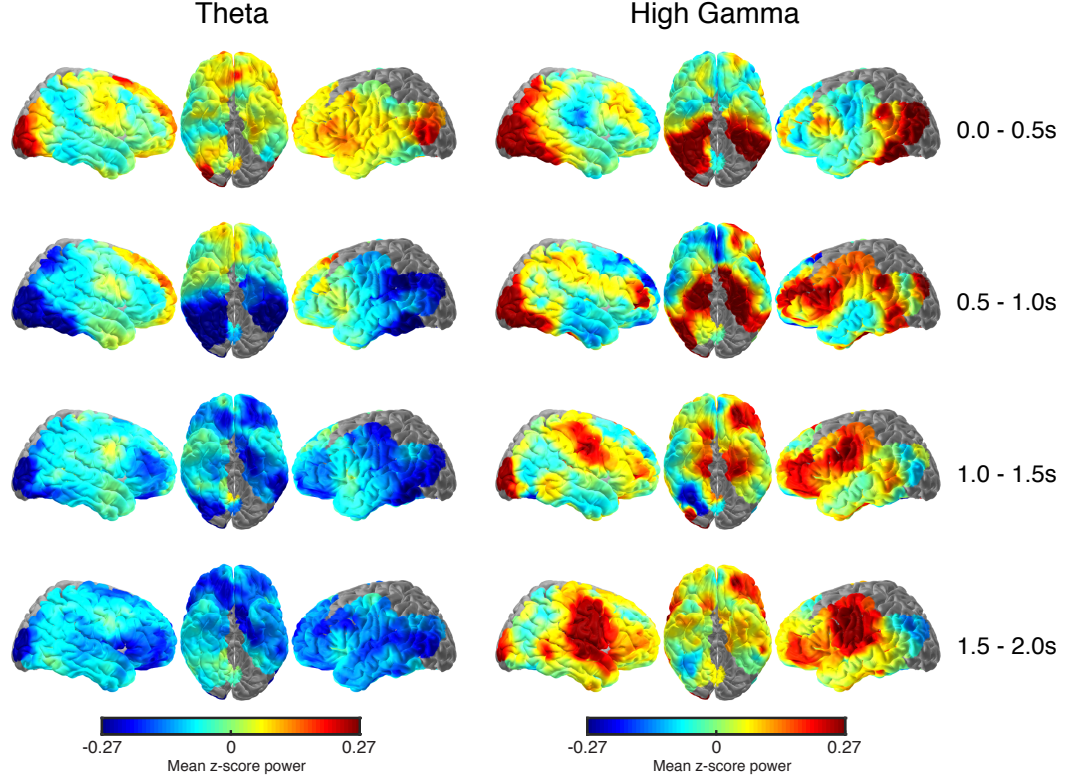 Theta
High Gamma
0.0 - 0.5s
0.5 - 1.0s
1.0 - 1.5s
1.5 - 2.0s
-0.27 0 0.27
Mean z-score power
-0.27 0 0.27
Mean z-score power